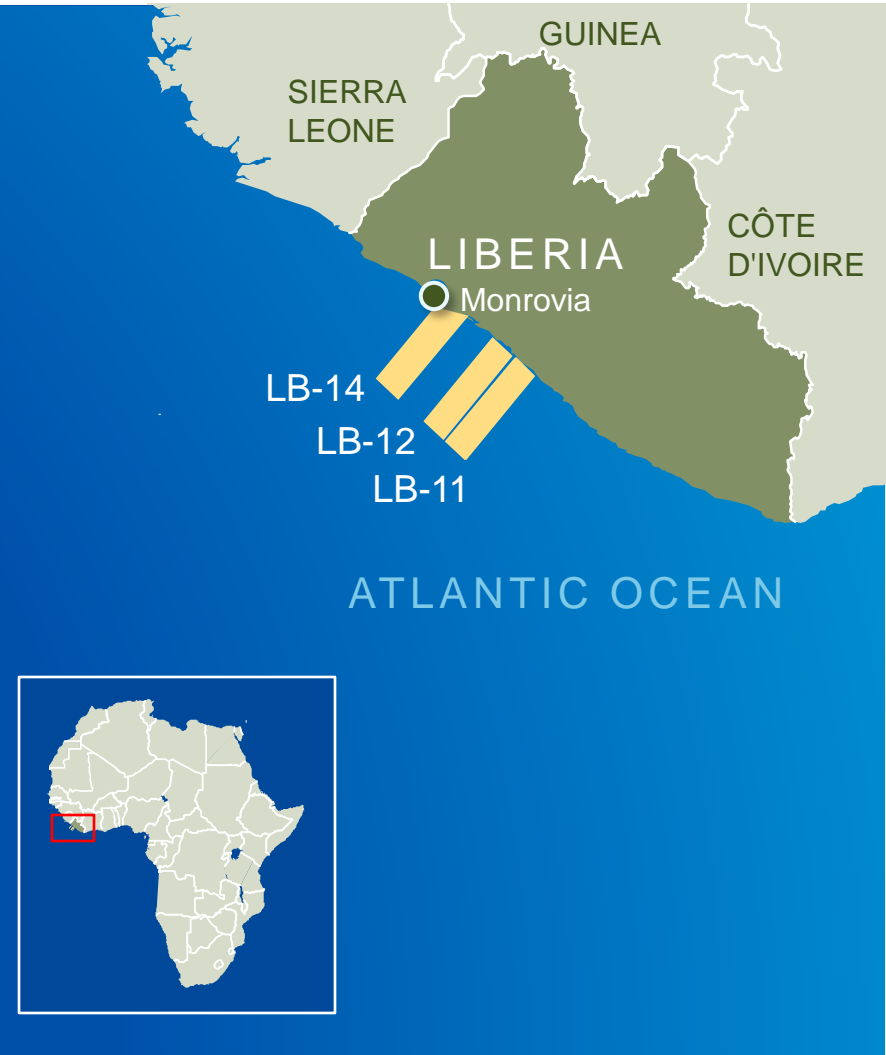 GUINEA
SIERRA
LEONE
CÔTE
D'IVOIRE
LIBERIA
Monrovia
LB-14
LB-12
LB-11
ATLANTIC OCEAN